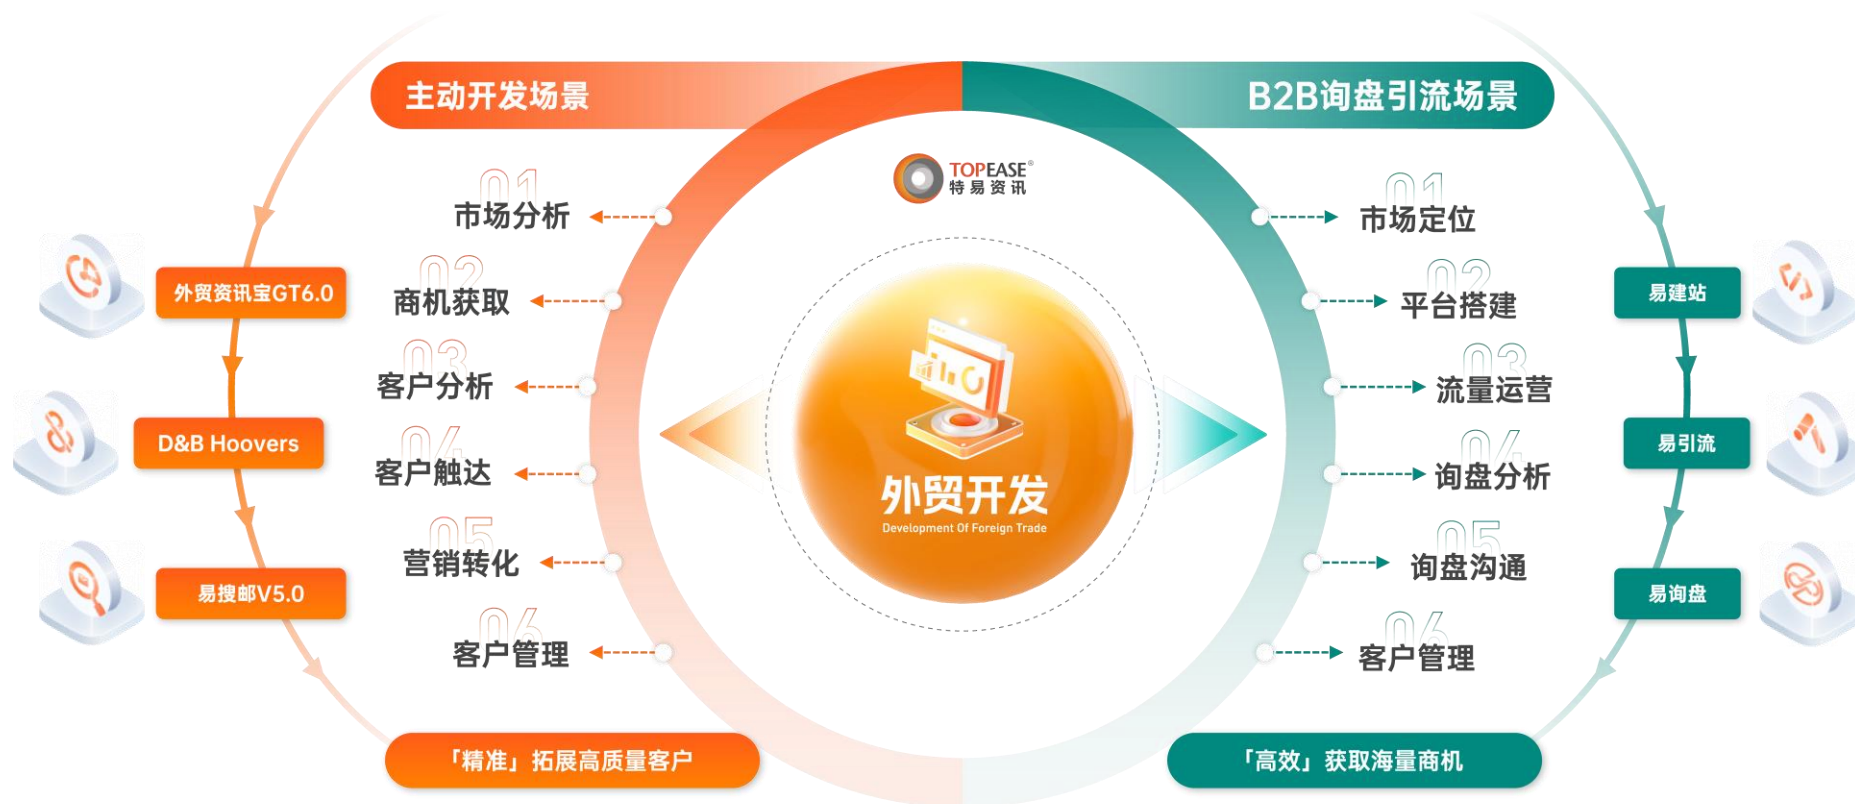 主动开发场景
B2B询盘引流场景
TOPEASE®
特易资讯
01
市场分析
02
商机获取
03
客户分析
04
客户触达
05
营销转化
06
客户管理
外贸资讯宝GT6.0
D&B Hoovers
易搜邮V5.0
「精准」拓展高质量客户
外贸开发
Development Of Foreign Trade
01
市场定位
02
平台搭建
03
流量运营
04
询盘分析
05
询盘沟通
06
客户管理
易建站
易引流
易询盘
「高效」获取海量商机